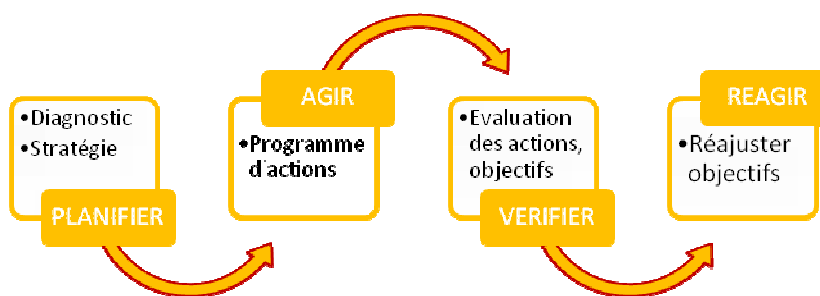 •Diagnostic
•Stratégie
PLANIFIER
AGIR
•Programme
d'actions
•Evaluation
des actions,
objectifs
VERIFIER
REAGIR
•Réajuster
objectifs